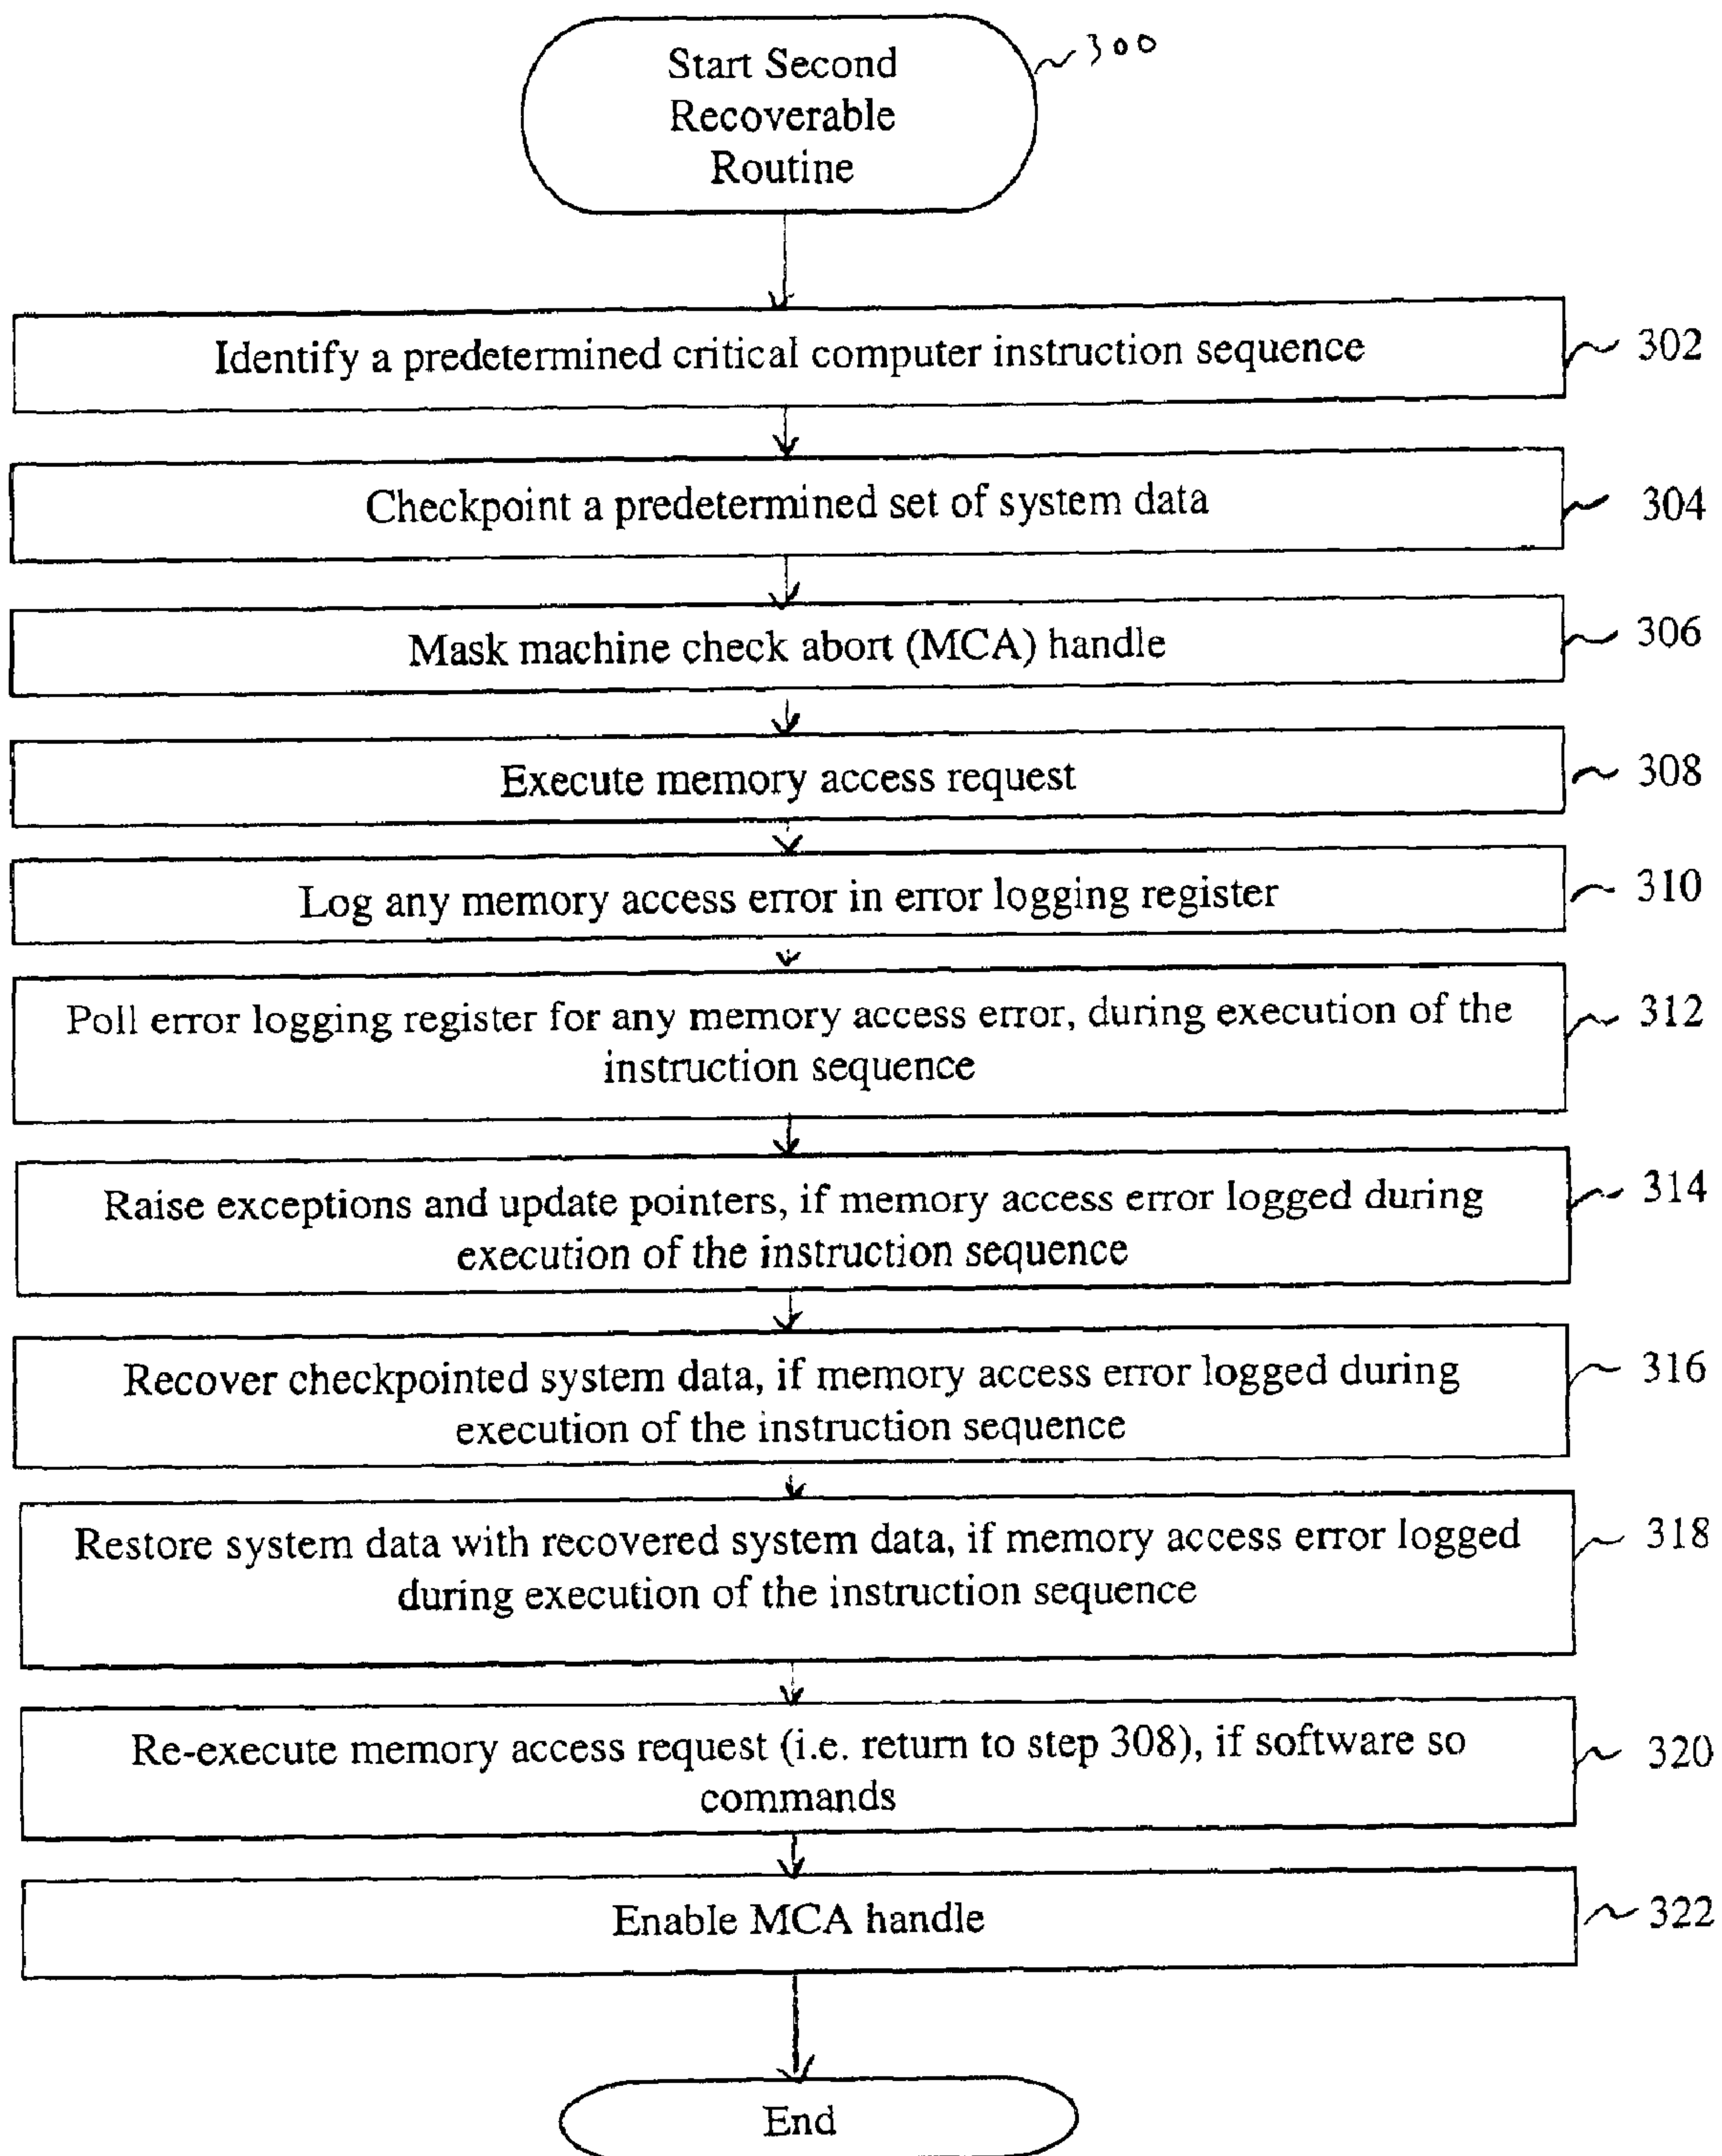 Start Second
Recoverable
Routine
300
Identify a predetermined critical computer instruction sequence
302
Checkpoint a predetermined set of system data
304
Mask machine check abort (MCA) handle
306
Execute memory access request
308
Log any memory access error in error logging register
310
Poll error logging register for any memory access error, during execution of the
instruction sequence
312
Raise exceptions and update pointers, if memory access error logged during
execution of the instruction sequence
314
Recover checkpointed system data, if memory access error logged during
execution of the instruction sequence
316
Restore system data with recovered system data, if memory access error logged
during execution of the instruction sequence
318
Re-execute memory access request (i.e. return to step 308), if software so
commands
320
Enable MCA handle
322
End